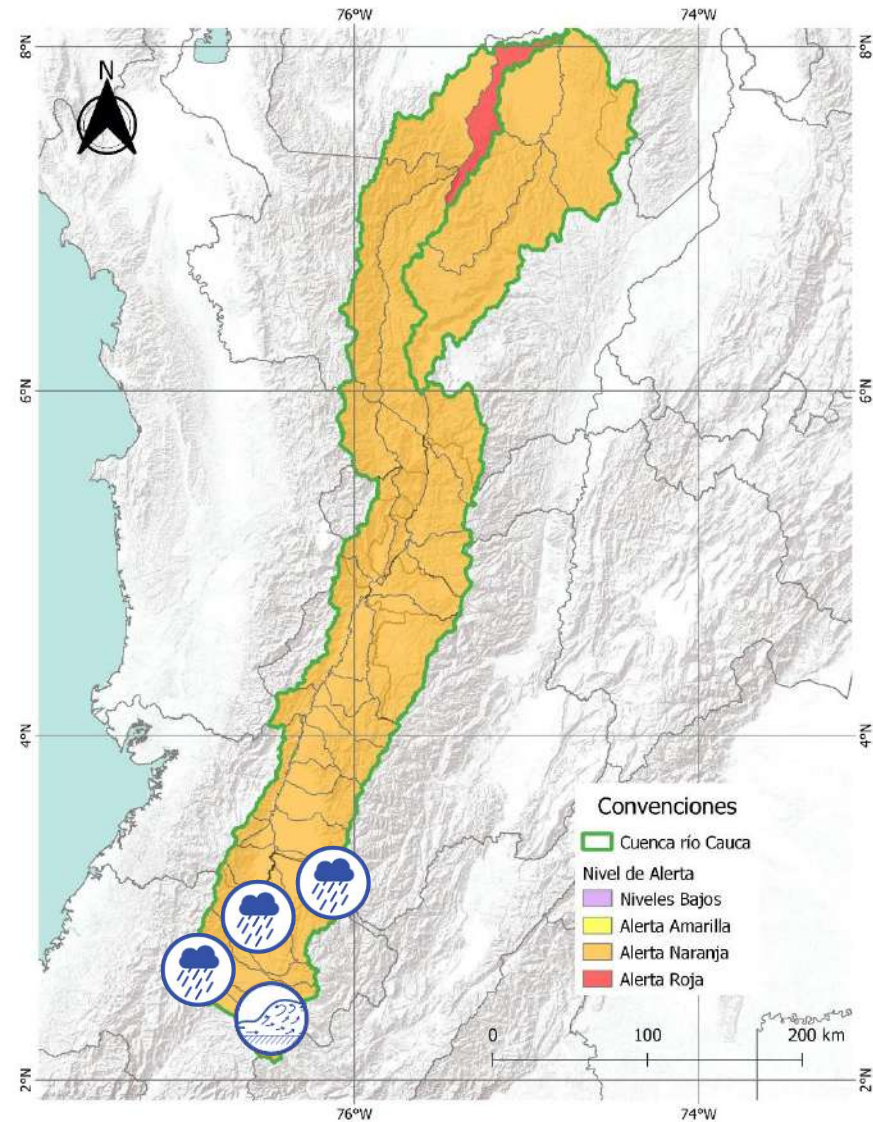 76°W 74°W
8°N 8°N
N
6°N 6°N
4°N 4°N
Convenciones
Cuenca río Cauca
Nivel de Alerta
Niveles Bajos
Alerta Amarilla
Alerta Naranja
Alerta Roja
0 100 200 km
2°N 2°N
76°W 74°W